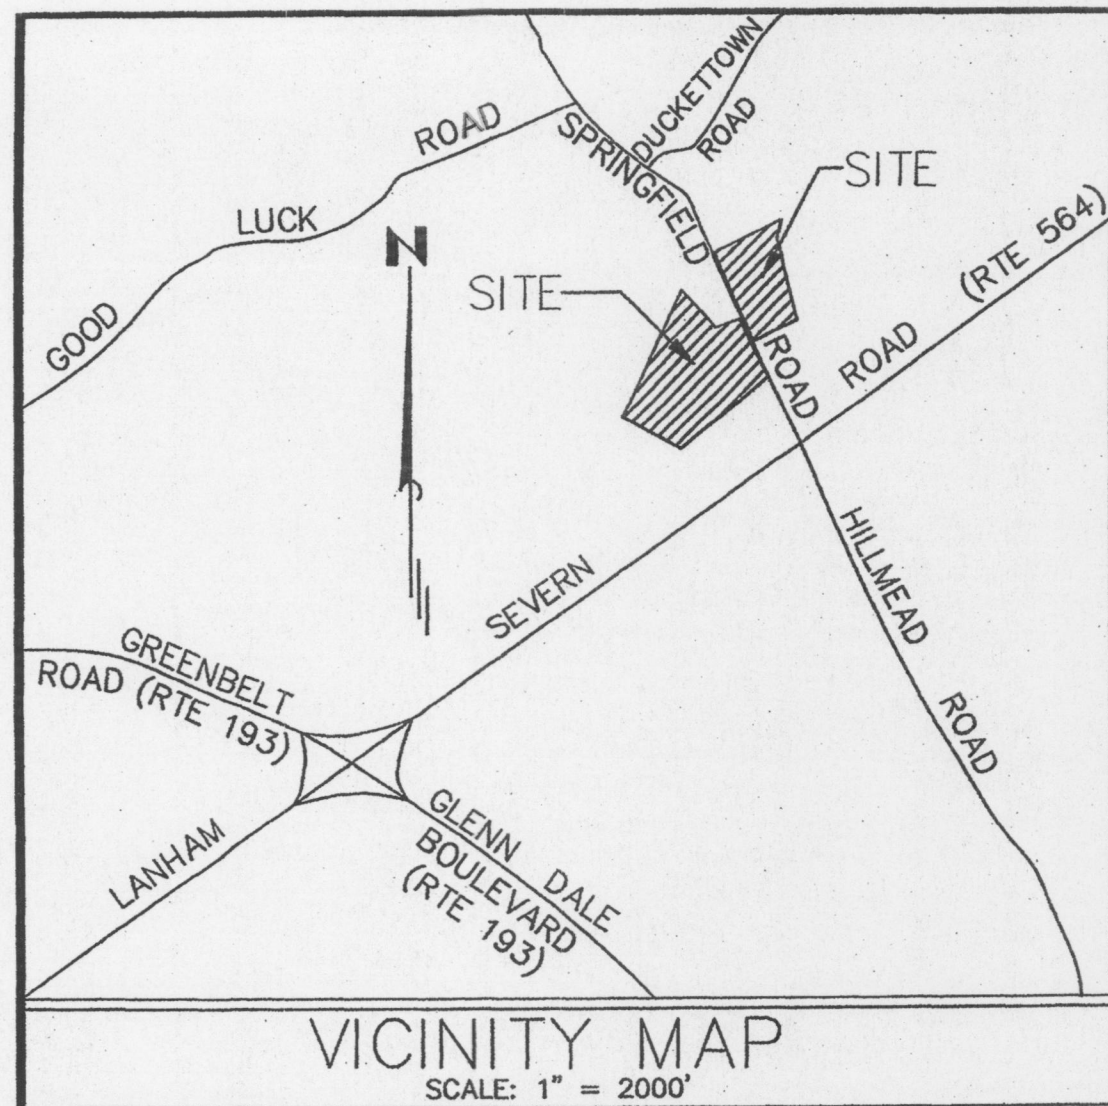 GOOD LUCK ROAD
SPRINGFIELD ROAD
DUCKETTOWN
ROAD
SITE
SITE
N
LANHAM SEVERN ROAD (RTE 564)
HILLMEAD ROAD
GREENBELT
ROAD (RTE 193)
GLENN DALE
BOULEVARD
(RTE 193)
VICINITY MAP
SCALE: 1" = 2000'